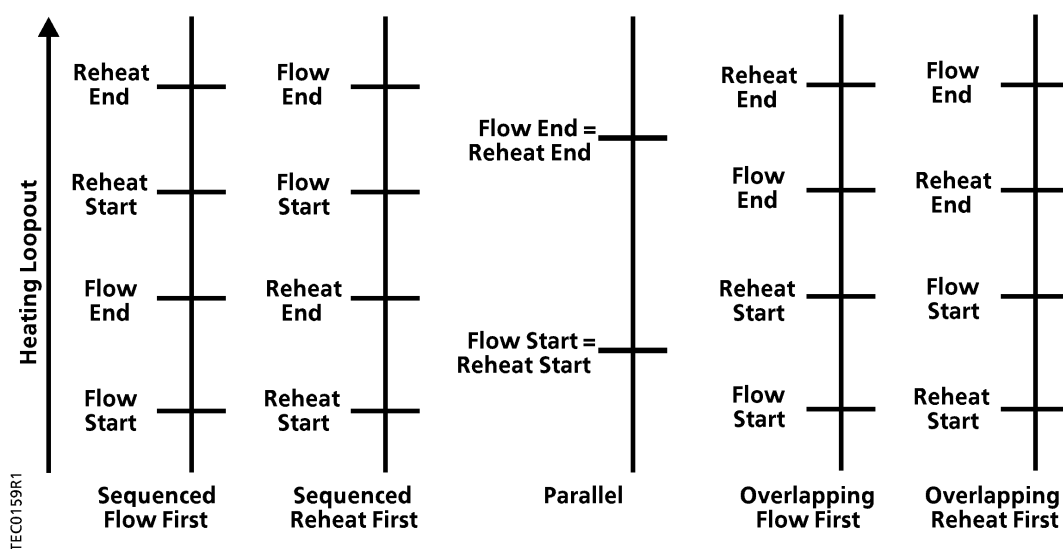 Heating Loopout
Reheat
End
Reheat
Start
Flow
End
Flow
Start
Sequenced
Flow First
Flow
End
Flow
Start
Reheat
End
Reheat
Start
Sequenced
Reheat First
Flow End =
Reheat End
Flow Start =
Reheat Start
Parallel
Reheat
End
Flow
End
Reheat
Start
Flow
Start
Overlapping
Flow First
Flow
End
Reheat
End
Flow
Start
Reheat
Start
Overlapping
Reheat First
TEC0159R1